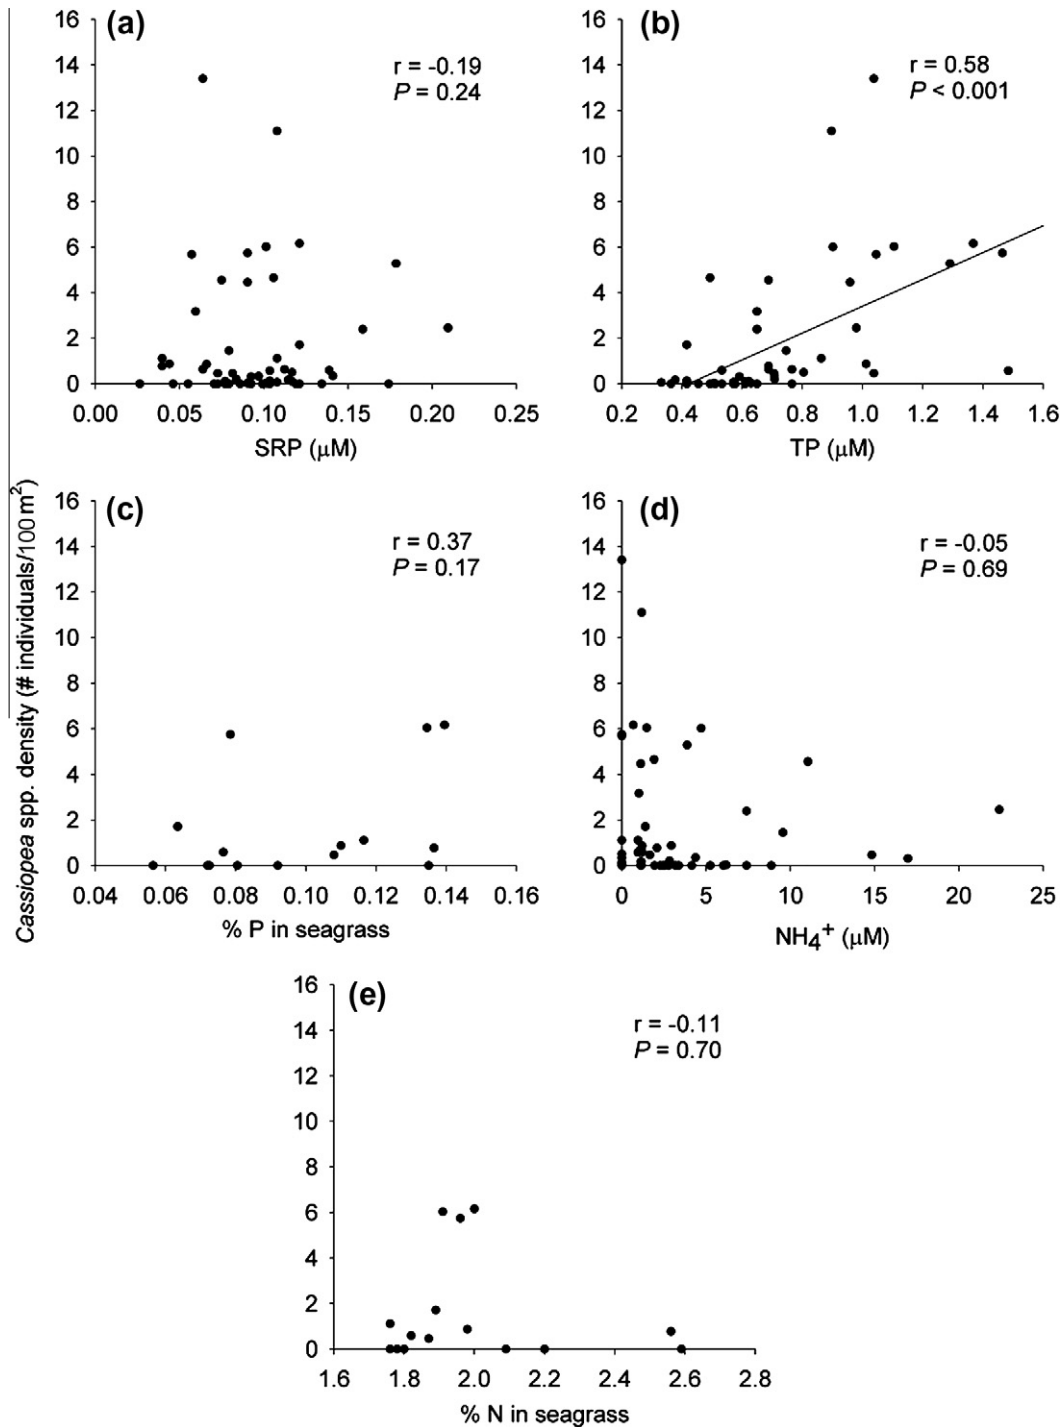 (a)
r = -0.19
P = 0.24
16
14
12
10
8
6
4
2
0
0.00 0.05 0.10 0.15 0.20 0.25
SRP (μM)
(b)
r = 0.58
P < 0.001
16
14
12
10
8
6
4
2
0
0.2 0.4 0.6 0.8 1.0 1.2 1.4 1.6
TP (μM)
Cassiopea spp. density (# individuals/100 m²)
(c)
r = 0.37
P = 0.17
16
14
12
10
8
6
4
2
0
0.04 0.06 0.08 0.10 0.12 0.14 0.16
% P in seagrass
(d)
r = -0.05
P = 0.69
16
14
12
10
8
6
4
2
0
0 5 10 15 20 25
NH₄⁺ (μM)
(e)
r = -0.11
P = 0.70
16
14
12
10
8
6
4
2
0
1.6 1.8 2.0 2.2 2.4 2.6 2.8
% N in seagrass